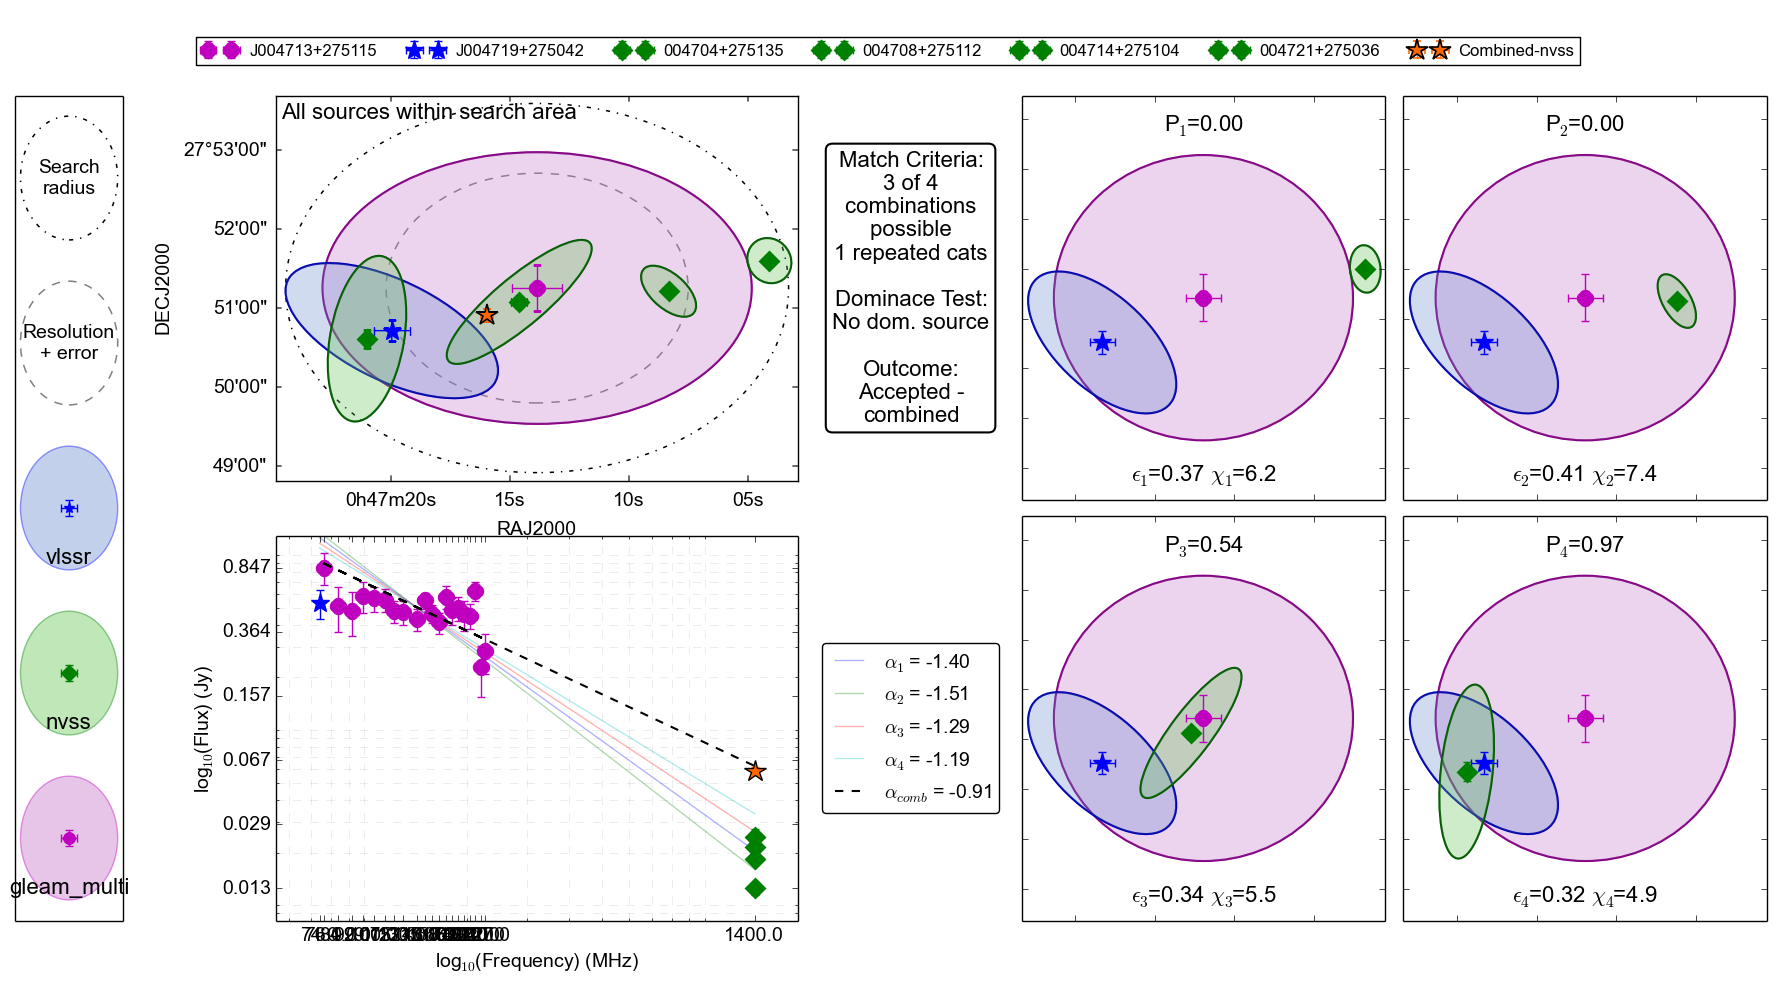 J004713+275115 J004719+275042 004704+275135 004708+275112 004714+275104 004721+275036 Combined-nvss
Search
radius
Resolution
+ error
vlssr
nvss
gleam_multi
All sources within search area
DECJ2000
27°53'00"
52'00"
51'00"
50'00"
49'00"
0h47m20s 15s 10s 05s
RAJ2000
Match Criteria:
3 of 4
combinations
possible
1 repeated cats
Dominace Test:
No dom. source
Outcome:
Accepted -
combined
P1=0.00
ϵ1=0.37 χ1=6.2
P2=0.00
ϵ2=0.41 χ2=7.4
P3=0.54
ϵ3=0.34 χ3=5.5
P4=0.97
ϵ4=0.32 χ4=4.9
log10(Flux) (Jy)
0.847
0.364
0.157
0.067
0.029
0.013
1400.0
log10(Frequency) (MHz)
α1 = -1.40
α2 = -1.51
α3 = -1.29
α4 = -1.19
αcomb = -0.91